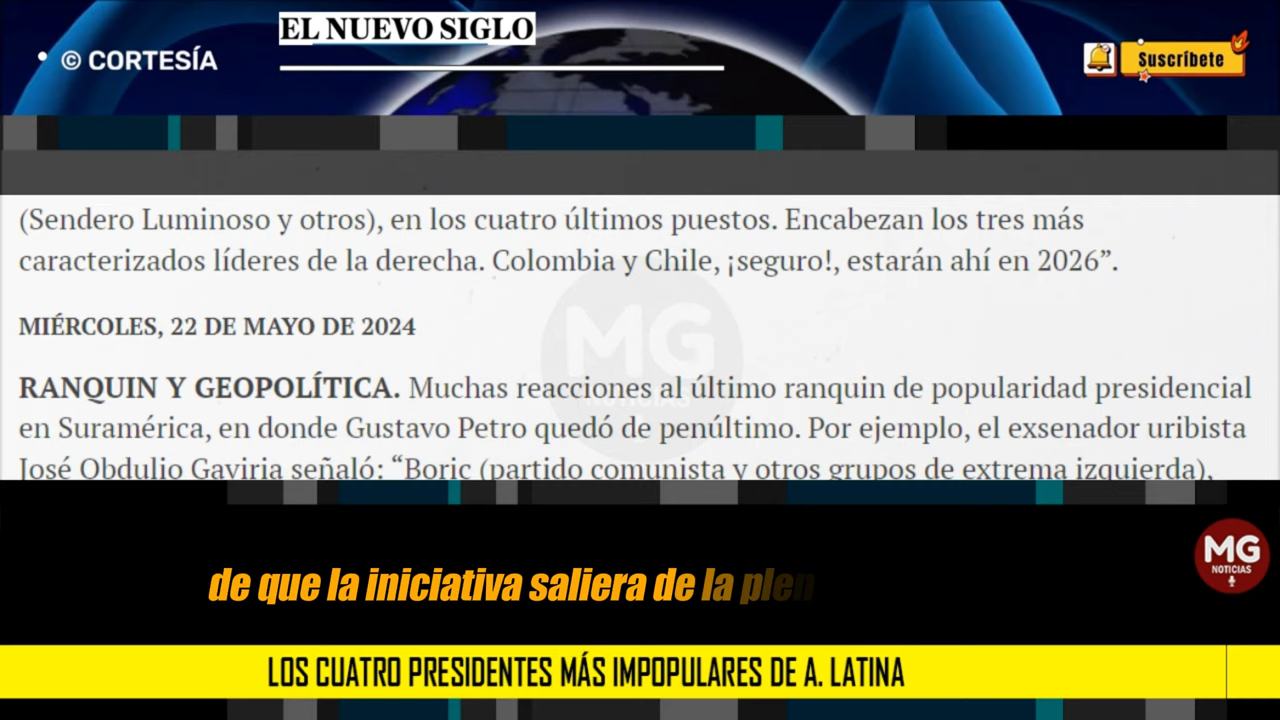 EL NUEVO SIGLO
© CORTESÍA
Suscríbete
(Sendero Luminoso y otros), en los cuatro últimos puestos. Encabezan los tres más
caracterizados líderes de la derecha. Colombia y Chile, ¡seguro!, estarán ahí en 2026”.
MIÉRCOLES, 22 DE MAYO DE 2024
RANQUIN Y GEOPOLÍTICA. Muchas reacciones al último ranquin de popularidad presidencial
en Suramérica, en donde Gustavo Petro quedó de penúltimo. Por ejemplo, el exsenador uribista
José Obdulio Gaviria señaló: “Boric (partido comunista y otros grupos de extrema izquierda),
MG
NOTICIAS
de que la iniciativa saliera de la plen
MG
NOTICIAS
LOS CUATRO PRESIDENTES MÁS IMPOPULARES DE A. LATINA